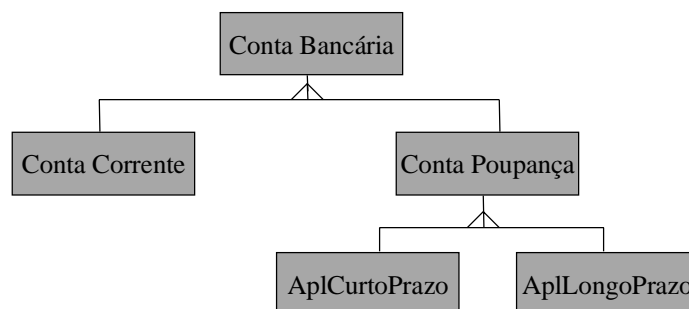 Conta Bancária
Conta Corrente
Conta Poupança
AplCurtoPrazo
AplLongoPrazo